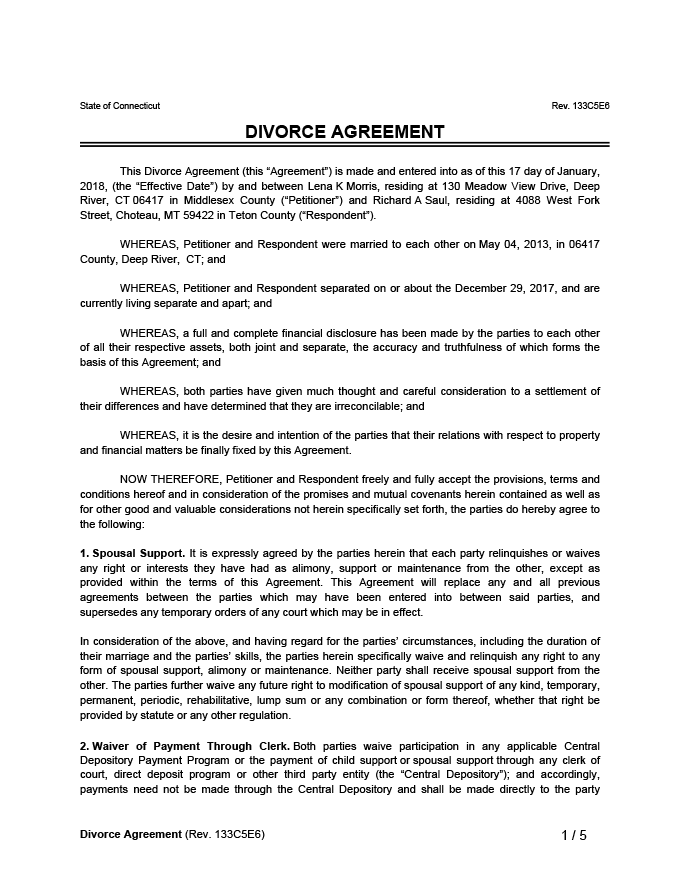 State of Connecticut Rev. 133C5E6
DIVORCE AGREEMENT
This Divorce Agreement (this “Agreement”) is made and entered into as of this 17 day of January,
2018, (the “Effective Date”) by and between Lena K Morris, residing at 130 Meadow View Drive, Deep
River, CT 06417 in Middlesex County (“Petitioner”) and Richard A Saul, residing at 4088 West Fork
Street, Choteau, MT 59422 in Teton County (“Respondent”).
WHEREAS, Petitioner and Respondent were married to each other on May 04, 2013, in 06417
County, Deep River, CT; and
WHEREAS, Petitioner and Respondent separated on or about the December 29, 2017, and are
currently living separate and apart; and
WHEREAS, a full and complete financial disclosure has been made by the parties to each other
of all their respective assets, both joint and separate, the accuracy and truthfulness of which forms the
basis of this Agreement; and
WHEREAS, both parties have given much thought and careful consideration to a settlement of
their differences and have determined that they are irreconcilable; and
WHEREAS, it is the desire and intention of the parties that their relations with respect to property
and financial matters be finally fixed by this Agreement.
NOW THEREFORE, Petitioner and Respondent freely and fully accept the provisions, terms and
conditions hereof and in consideration of the promises and mutual covenants herein contained as well as
for other good and valuable considerations not herein specifically set forth, the parties do hereby agree to
the following:
1. Spousal Support. It is expressly agreed by the parties herein that each party relinquishes or waives
any right or interests they have had as alimony, support or maintenance from the other, except as
provided within the terms of this Agreement. This Agreement will replace any and all previous
agreements between the parties which may have been entered into between said parties, and
supersedes any temporary orders of any court which may be in effect.
In consideration of the above, and having regard for the parties’ circumstances, including the duration of
their marriage and the parties’ skills, the parties herein specifically waive and relinquish any right to any
form of spousal support, alimony or maintenance. Neither party shall receive spousal support from the
other. The parties further waive any future right to modification of spousal support of any kind, temporary,
permanent, periodic, rehabilitative, lump sum or any combination or form thereof, whether that right be
provided by statute or any other regulation.
2. Waiver of Payment Through Clerk. Both parties waive participation in any applicable Central
Depository Payment Program or the payment of child support or spousal support through any clerk of
court, direct deposit program or other third party entity (the “Central Depository”); and accordingly,
payments need not be made through the Central Depository and shall be made directly to the party
Divorce Agreement (Rev. 133C5E6) 1 / 5